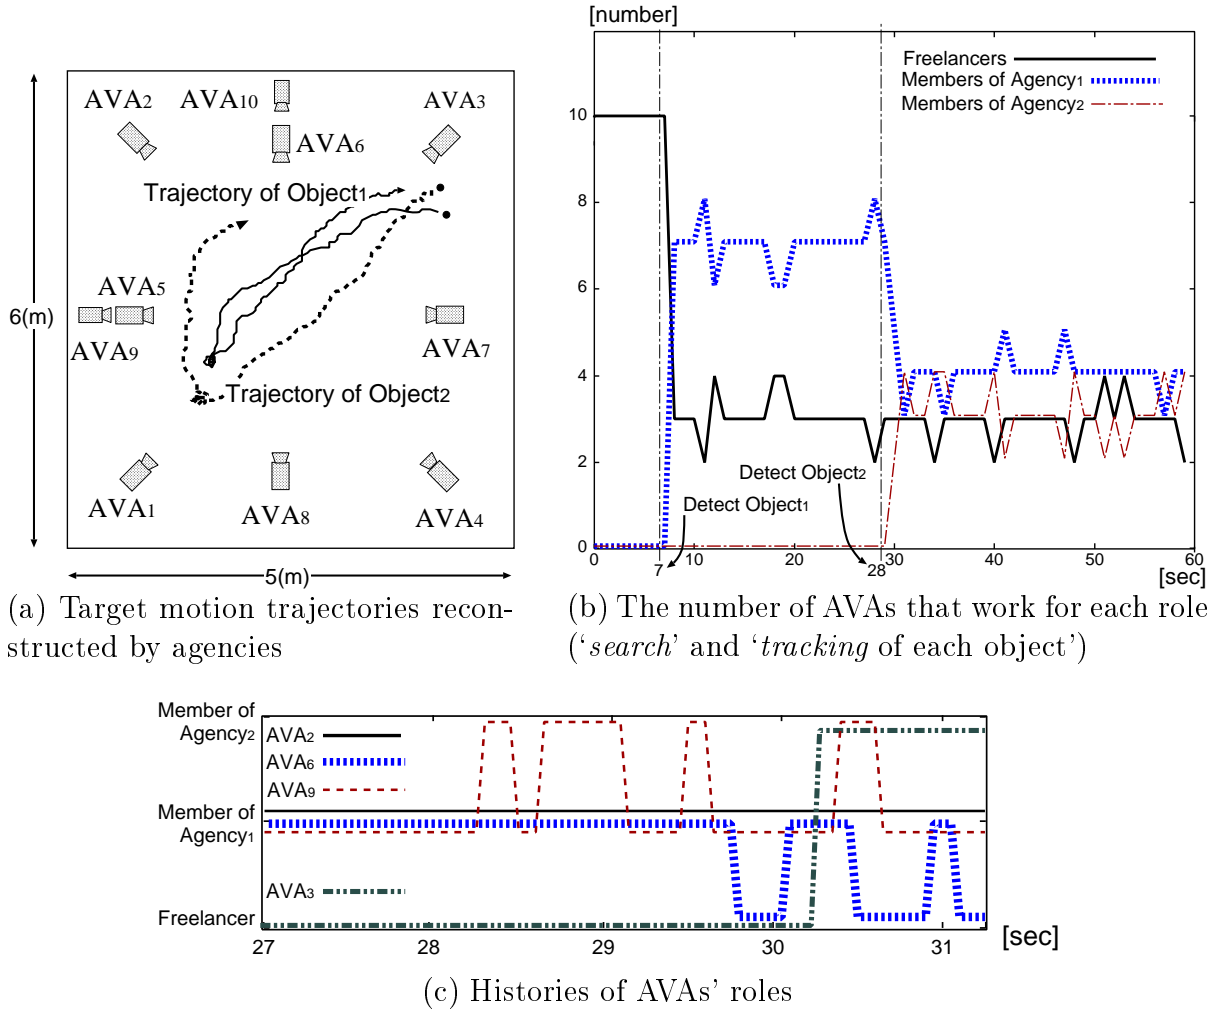 AVA2
AVA10
AVA3
AVA6
Trajectory of Object1
AVA5
6(m)
AVA9
AVA7
Trajectory of Object2
AVA1
AVA8
AVA4
5(m)
(a) Target motion trajectories recon-
structed by agencies
[number]
Freelancers
Members of Agency1
Members of Agency2
10
8
6
4
2
0
Detect Object2
Detect Object1
0 7 10 20 28 30 40 50 60
[sec]
(b) The number of AVAs that work for each role
(‘search’ and ‘tracking of each object’)
Member of
Agency2
AVA2
AVA6
AVA9
Member of
Agency1
AVA3
Freelancer
27 28 29 30 31 [sec]
(c) Histories of AVAs’ roles